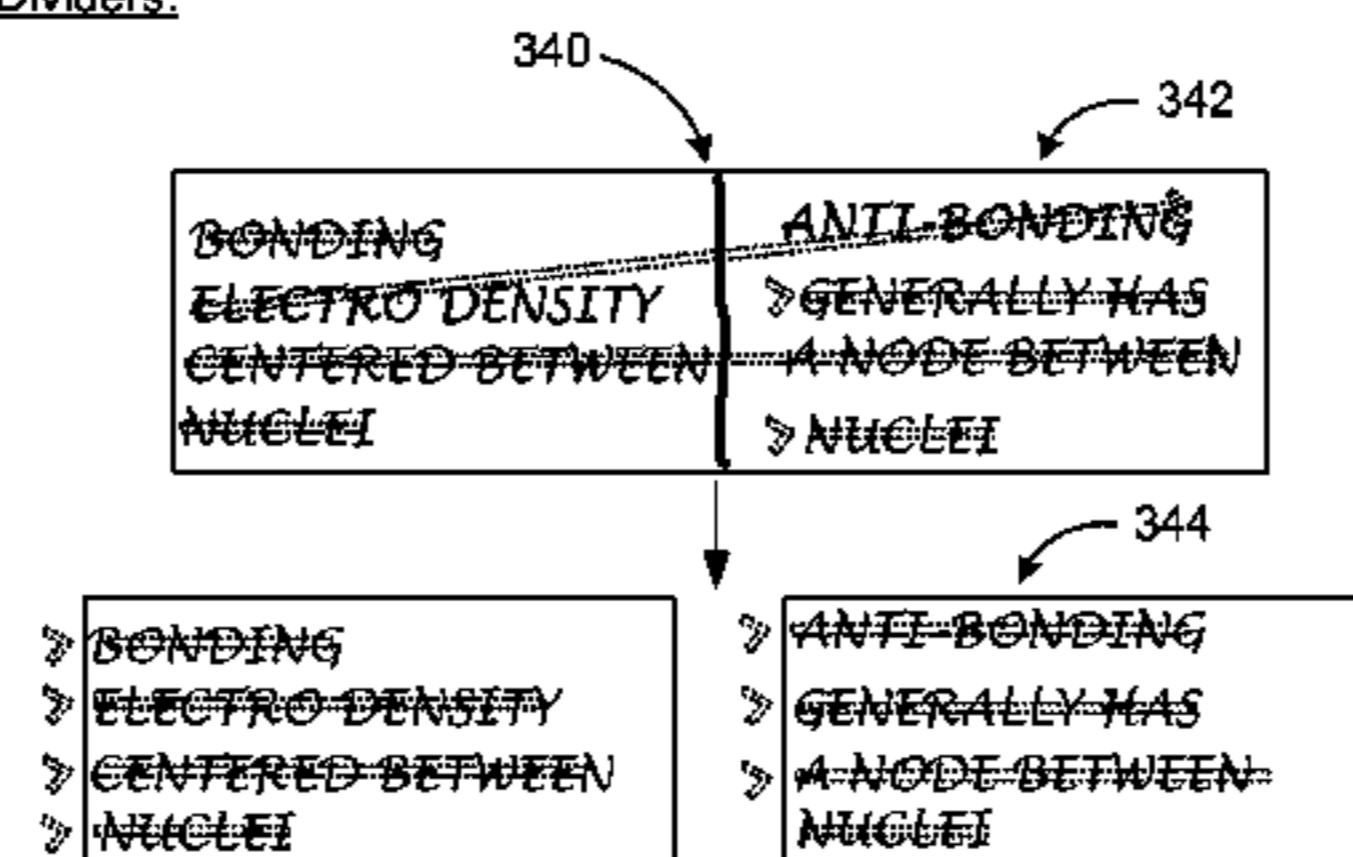 Dividers:
340
342
BONDING
ELECTRO DENSITY
CENTERED BETWEEN
NUCLEI
ANTI-BONDING
GENERALLY HAS
A NODE BETWEEN
NUCLEI
344
BONDING
ELECTRO DENSITY
CENTERED BETWEEN
NUCLEI
ANTI-BONDING
GENERALLY HAS
A NODE BETWEEN
NUCLEI